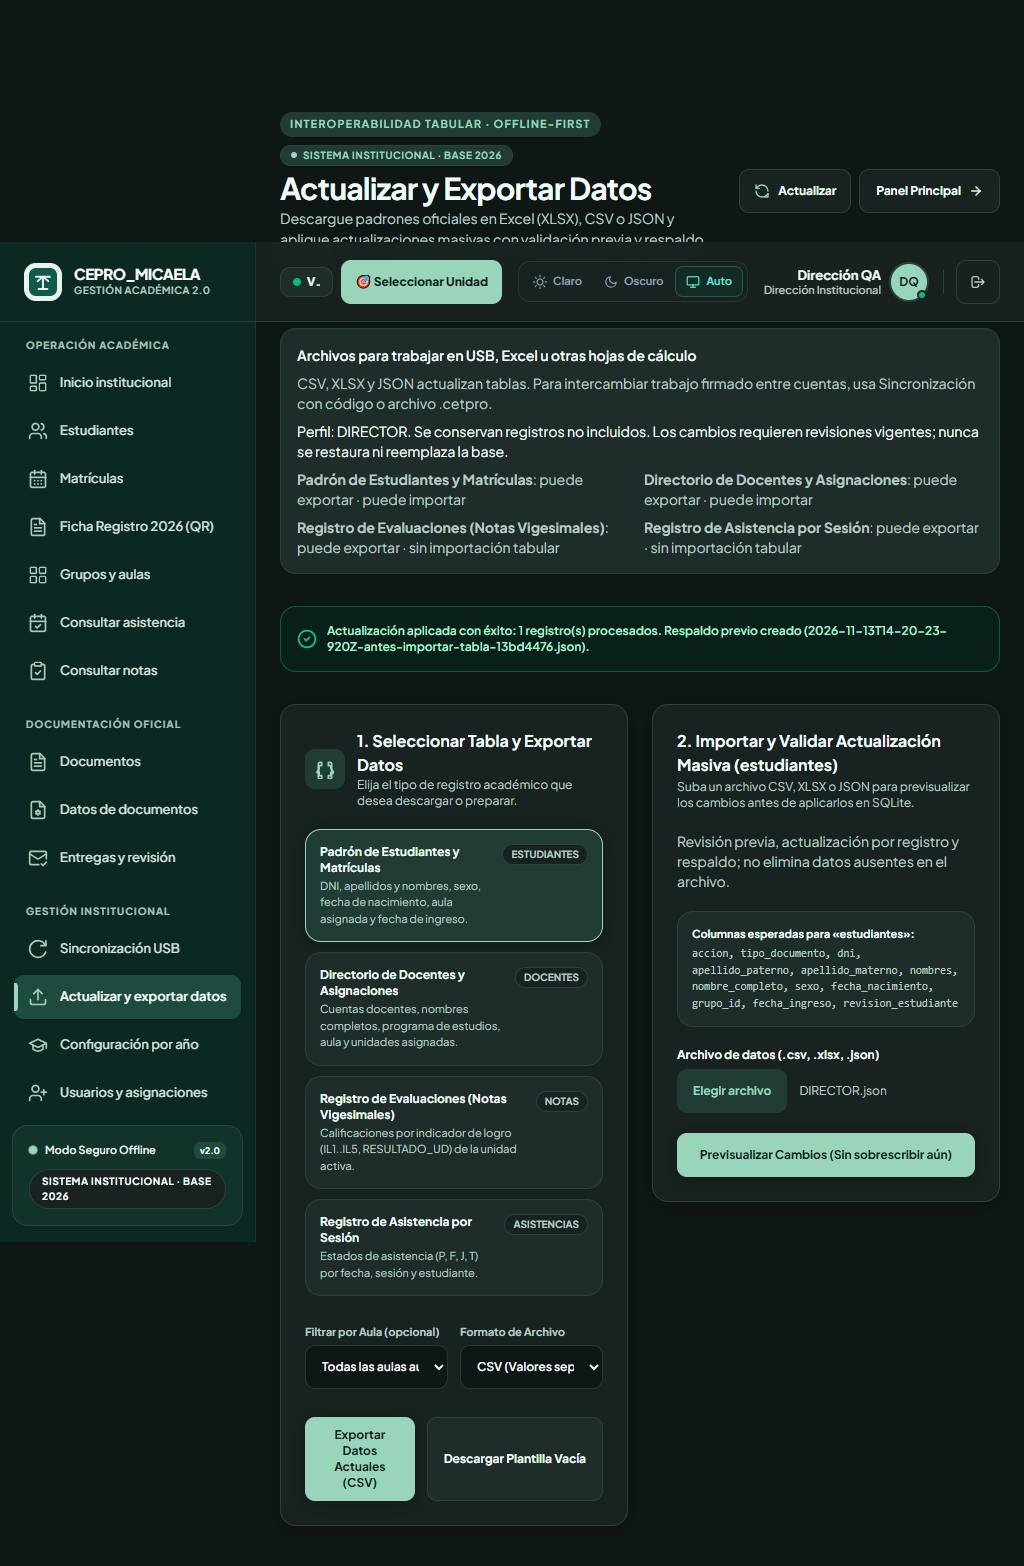 INTEROPERABILIDAD TABULAR · OFFLINE-FIRST
SISTEMA INSTITUCIONAL · BASE 2026
Actualizar y Exportar Datos
Descargue padrones oficiales en Excel (XLSX), CSV o JSON y
aplique actualizaciones masivas con validación previa y respaldo
Actualizar
Panel Principal
CEPRO_MICAELA
GESTIÓN ACADÉMICA 2.0
V.
Seleccionar Unidad
Claro
Oscuro
Auto
Dirección QA
Dirección Institucional
DQ
OPERACIÓN ACADÉMICA
Inicio institucional
Estudiantes
Matrículas
Ficha Registro 2026 (QR)
Grupos y aulas
Consultar asistencia
Consultar notas
DOCUMENTACIÓN OFICIAL
Documentos
Datos de documentos
Entregas y revisión
GESTIÓN INSTITUCIONAL
Sincronización USB
Actualizar y exportar datos
Configuración por año
Usuarios y asignaciones
Modo Seguro Offline
v2.0
SISTEMA INSTITUCIONAL · BASE
2026
Archivos para trabajar en USB, Excel u otras hojas de cálculo
CSV, XLSX y JSON actualizan tablas. Para intercambiar trabajo firmado entre cuentas, usa Sincronización
con código o archivo .cetpro.
Perfil: DIRECTOR. Se conservan registros no incluidos. Los cambios requieren revisiones vigentes; nunca
se restaura ni reemplaza la base.
Padrón de Estudiantes y Matrículas: puede
exportar · puede importar
Directorio de Docentes y Asignaciones: puede
exportar · puede importar
Registro de Evaluaciones (Notas Vigesimales):
puede exportar · sin importación tabular
Registro de Asistencia por Sesión: puede exportar
· sin importación tabular
Actualización aplicada con éxito: 1 registro(s) procesados. Respaldo previo creado (2026-11-13T14-20-23-
920Z-antes-importar-tabla-13bd4476.json).
1. Seleccionar Tabla y Exportar
Datos
Elija el tipo de registro académico que
desea descargar o preparar.
Padrón de Estudiantes y
Matrículas
ESTUDIANTES
DNI, apellidos y nombres, sexo,
fecha de nacimiento, aula
asignada y fecha de ingreso.
Directorio de Docentes y
Asignaciones
DOCENTES
Cuentas docentes, nombres
completos, programa de estudios,
aula y unidades asignadas.
Registro de Evaluaciones (Notas
Vigesimales)
NOTAS
Calificaciones por indicador de logro
(IL1..IL5, RESULTADO_UD) de la unidad
activa.
Registro de Asistencia por
Sesión
ASISTENCIAS
Estados de asistencia (P, F, J, T)
por fecha, sesión y estudiante.
Filtrar por Aula (opcional)
Formato de Archivo
Todas las aulas au
CSV (Valores sep
Exportar
Datos
Actuales
(CSV)
Descargar Plantilla Vacía
2. Importar y Validar Actualización
Masiva (estudiantes)
Suba un archivo CSV, XLSX o JSON para previsualizar
los cambios antes de aplicarlos en SQLite.
Revisión previa, actualización por registro y
respaldo; no elimina datos ausentes en el
archivo.
Columnas esperadas para «estudiantes»:
accion, tipo_documento, dni,
apellido_paterno, apellido_materno, nombres,
nombre_completo, sexo, fecha_nacimiento,
grupo_id, fecha_ingreso, revision_estudiante
Archivo de datos (.csv, .xlsx, .json)
Elegir archivo
DIRECTOR.json
Previsualizar Cambios (Sin sobrescribir aún)